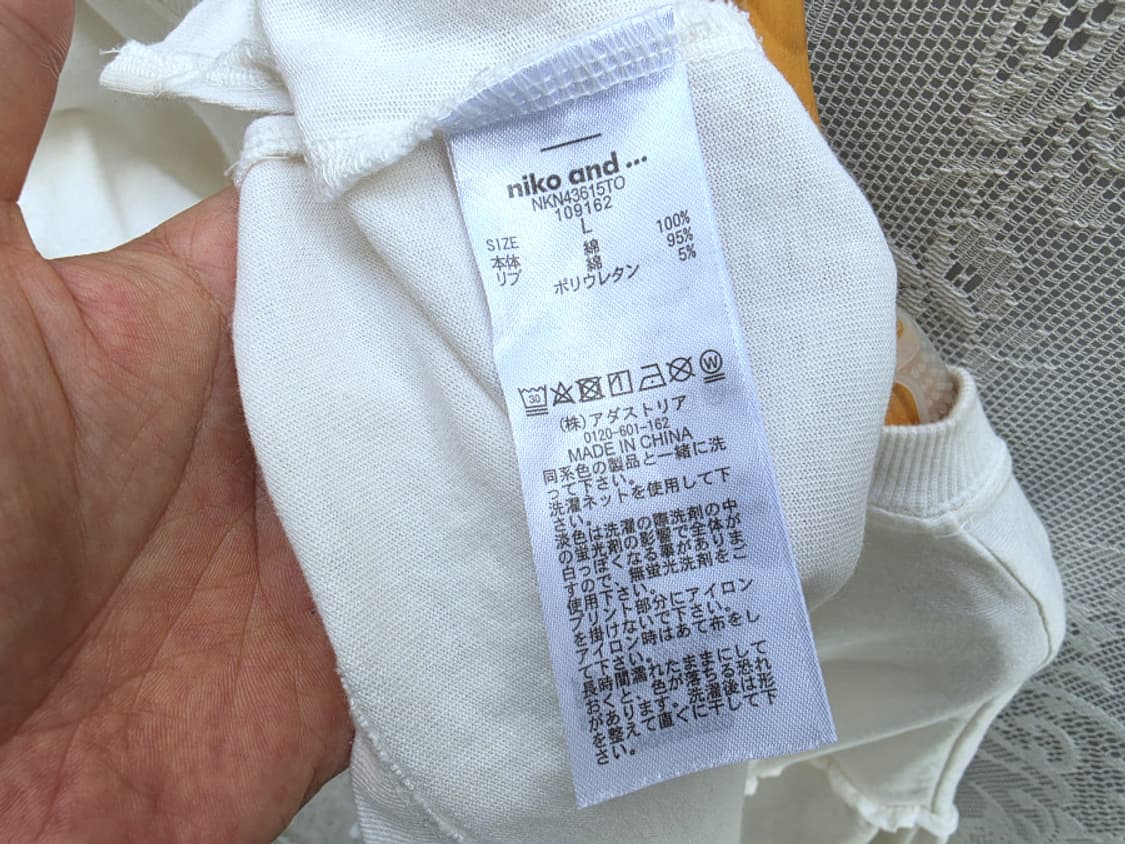 niko and ...
NKN43615TO
109162
SIZE L
本体 綿 100%
リブ 綿 95%
ポリウレタン 5%
30 W
(株)アダストリア
0120-601-162
MADE IN CHINA
同系色の製品と一緒に洗
って下さい。
洗濯ネットを使用して下
さい。
淡色は洗濯の際洗剤の中
の蛍光剤の影響で全体が
白っぽくなる事がありま
すので、無蛍光洗剤をご
使用下さい。
プリント部分にアイロン
を掛けないで下さい。
アイロン時はあて布をし
て下さい。
長時間濡れたままにして
おくと、色が落ちる恐れ
があります。洗濯後は形
を整えて直ぐに干して下
さい。